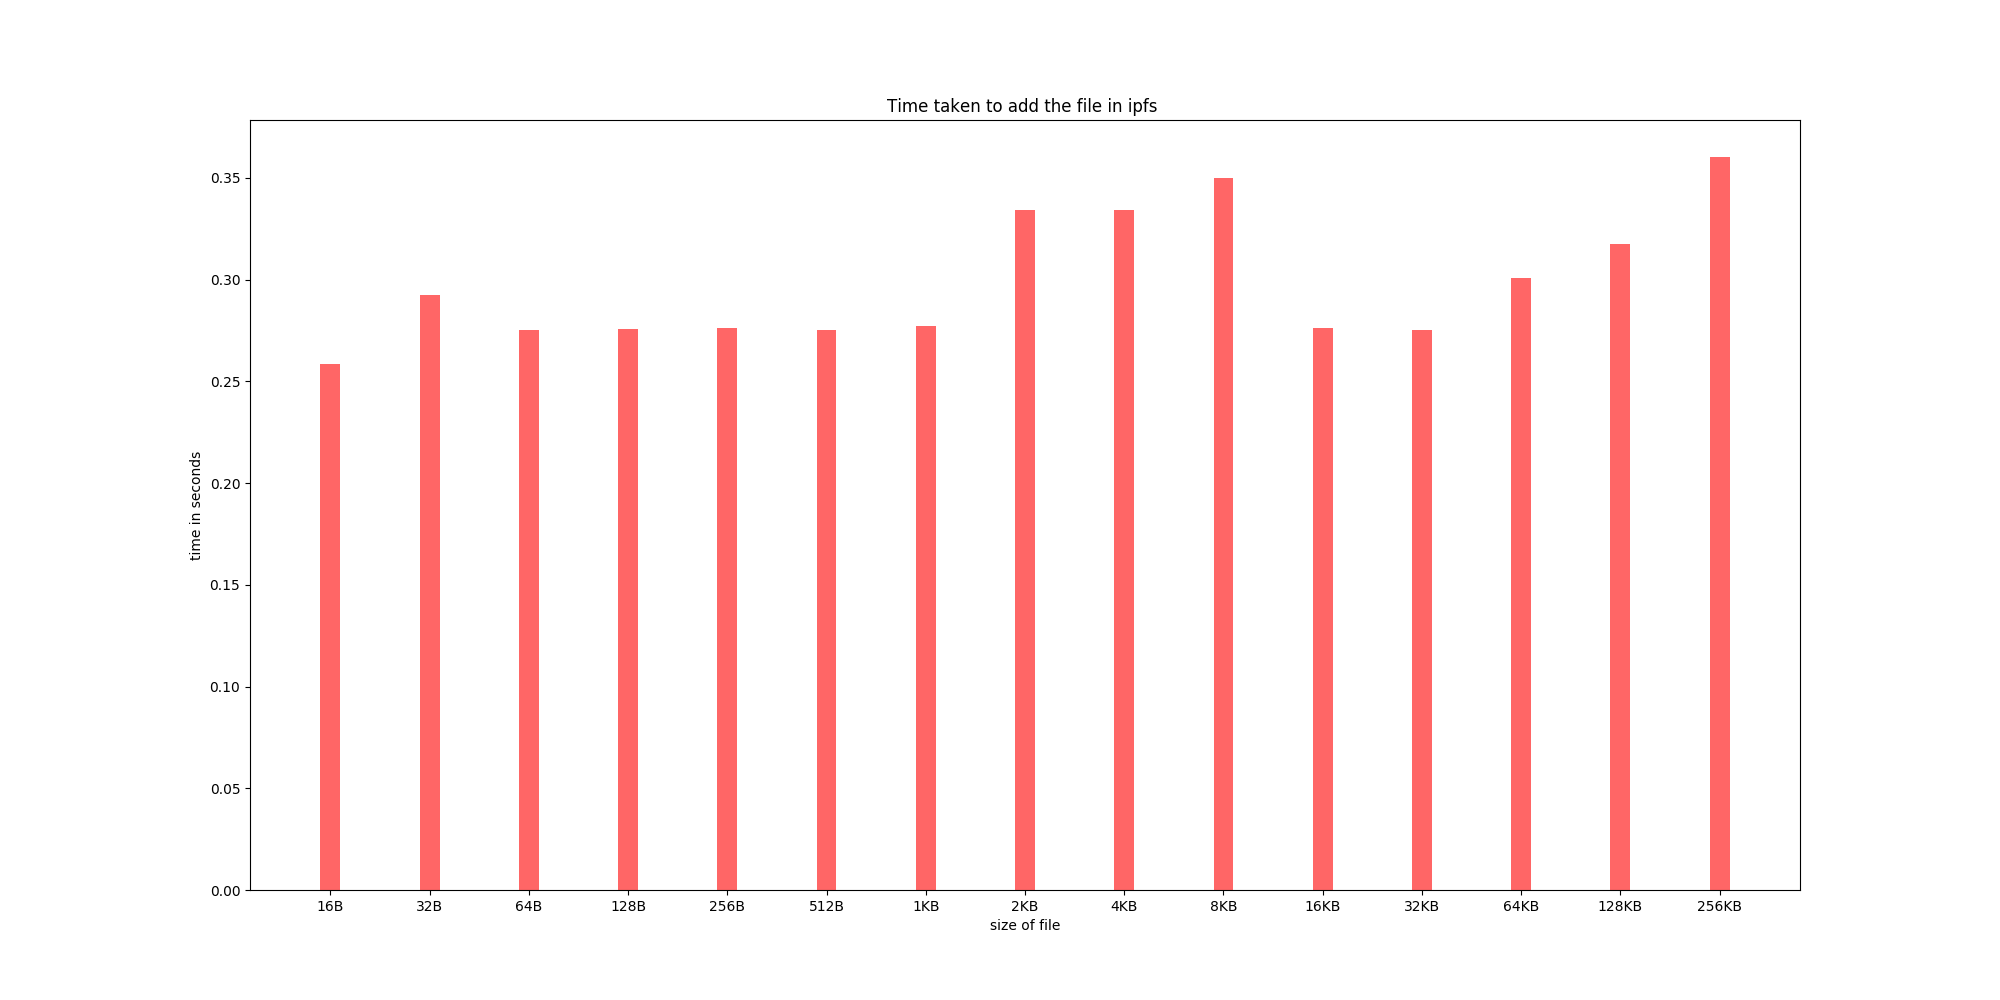 Time taken to add the file in ipfs
0.35
0.30
0.25
0.20
0.15
0.10
0.05
0.00
time in seconds
16B 32B 64B 128B 256B 512B 1KB 2KB 4KB 8KB 16KB 32KB 64KB 128KB 256KB
size of file